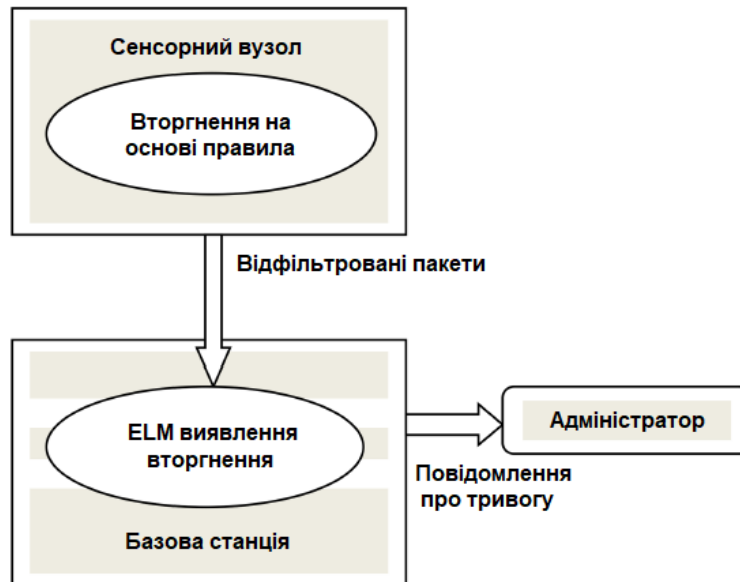 Сенсорний вузол
Вторгнення на
основі правила
Відфільтровані пакети
ELM виявлення
вторгнення
Базова станція
Адміністратор
Повідомлення
про тривогу